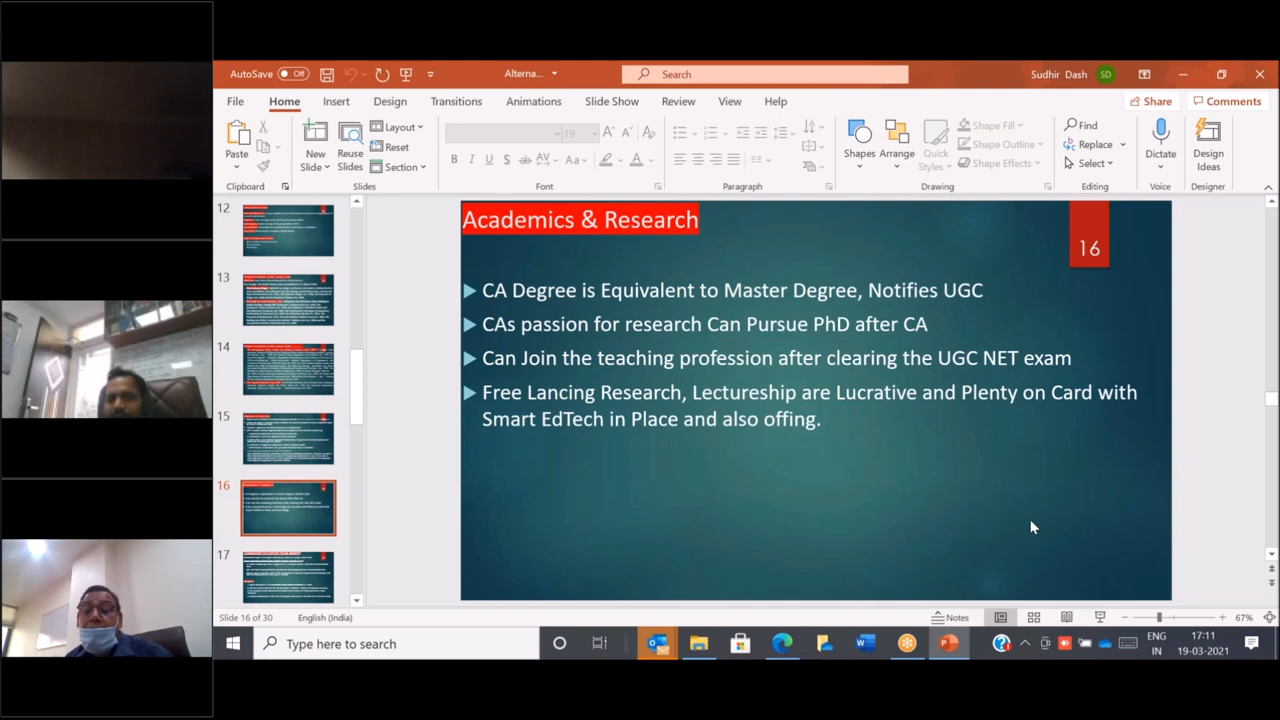 AutoSave Off Alterna... Search Sudhir Dash SD
File Home Insert Design Transitions Animations Slide Show Review View Help Share Comments
Paste
Clipboard
New Slide
Reuse Slides
Layout
Reset
Section
Slides
19
B I U S ab AV Aa A
Font
Paragraph
Shapes
Arrange
Quick Styles
Shape Fill
Shape Outline
Shape Effects
Drawing
Find
Replace
Select
Editing
Dictate
Voice
Design Ideas
Designer
12
13
14
15
16
17
Academics & Research
16
CA Degree is Equivalent to Master Degree, Notifies UGC
CAs passion for research Can Pursue PhD after CA
Can Join the teaching profession after clearing the UGC NET exam
Free Lancing Research, Lectureship are Lucrative and Plenty on Card with
Smart EdTech in Place and also offing.
Slide 16 of 30 English (India) Notes 67%
Type here to search
ENG
IN
17:11
19-03-2021